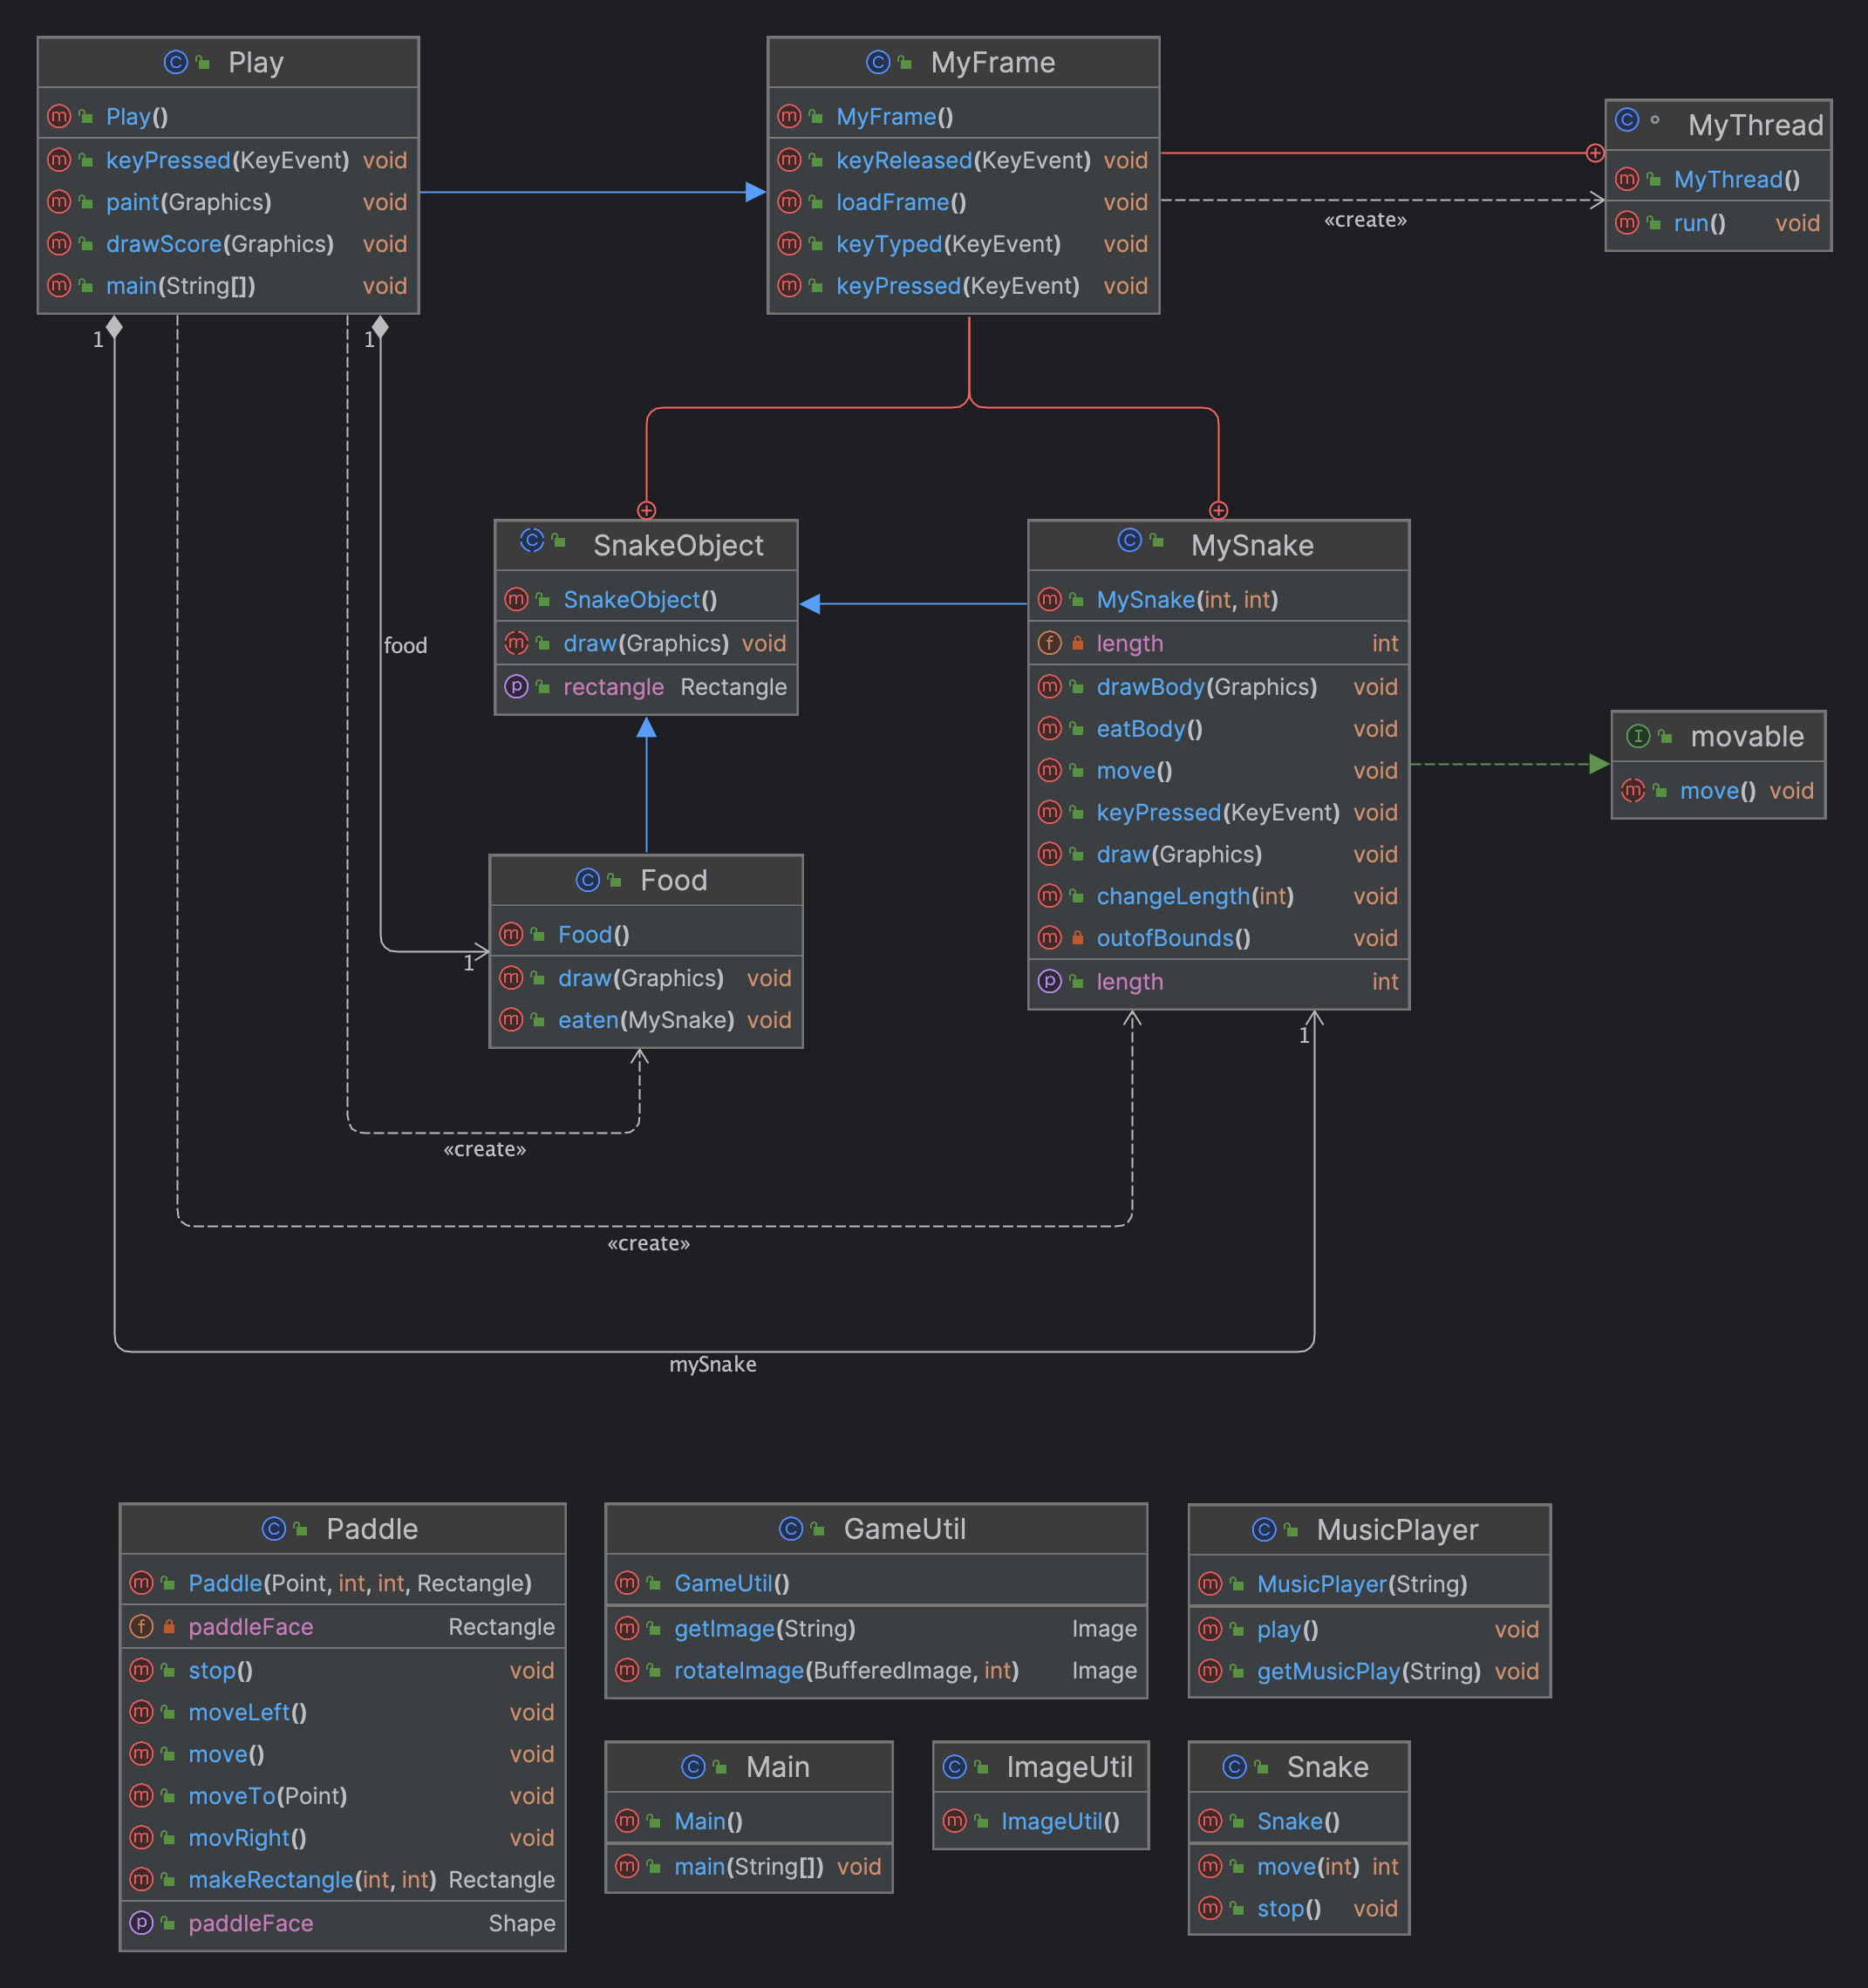 Play
Play()
keyPressed(KeyEvent) void
paint(Graphics) void
drawScore(Graphics) void
main(String[]) void
MyFrame
MyFrame()
keyReleased(KeyEvent) void
loadFrame() void
keyTyped(KeyEvent) void
keyPressed(KeyEvent) void
MyThread
MyThread()
run() void
«create»
1
1
SnakeObject
SnakeObject()
draw(Graphics) void
rectangle Rectangle
MySnake
MySnake(int, int)
length int
drawBody(Graphics) void
eatBody() void
move() void
keyPressed(KeyEvent) void
draw(Graphics) void
changeLength(int) void
outofBounds() void
length int
movable
move() void
food
Food
Food()
draw(Graphics) void
eaten(MySnake) void
1
1
«create»
«create»
mySnake
Paddle
Paddle(Point, int, int, Rectangle)
paddleFace Rectangle
stop() void
moveLeft() void
move() void
moveTo(Point) void
movRight() void
makeRectangle(int, int) Rectangle
paddleFace Shape
GameUtil
GameUtil()
getImage(String) Image
rotateImage(BufferedImage, int) Image
MusicPlayer
MusicPlayer(String)
play() void
getMusicPlay(String) void
Main
Main()
main(String[]) void
ImageUtil
ImageUtil()
Snake
Snake()
move(int) int
stop() void